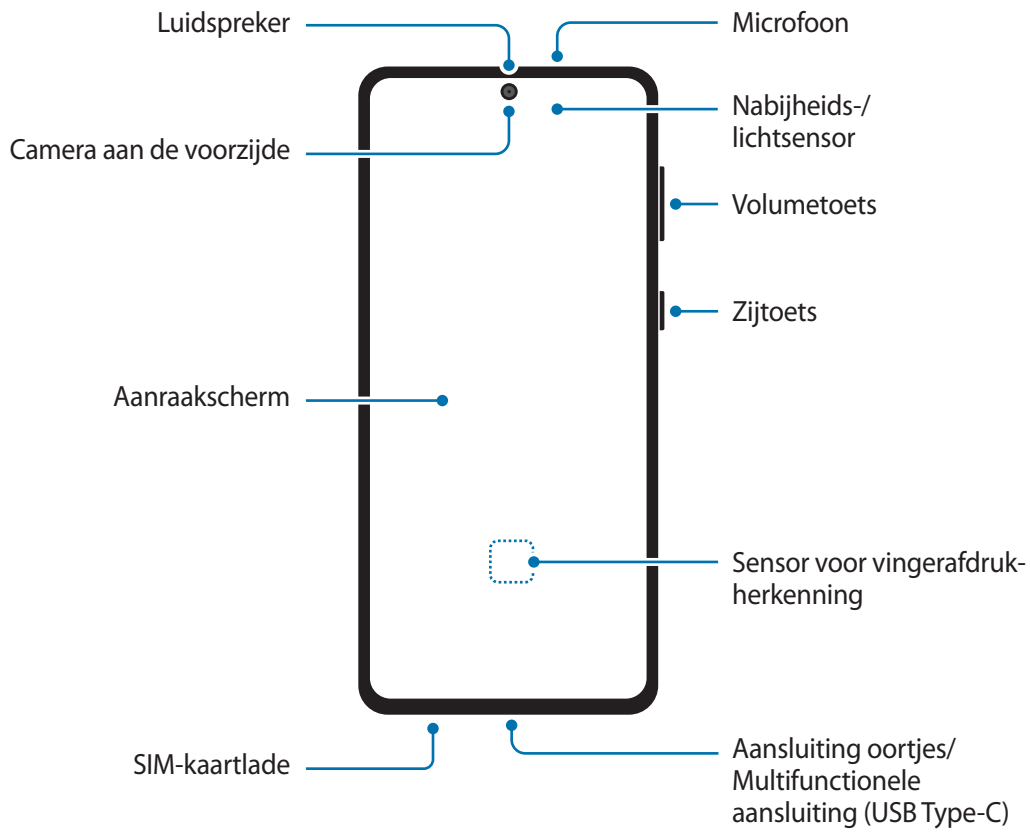 Luidspreker
Microfoon
Nabijheids-/
lichtsensor
Camera aan de voorzijde
Volumetoets
Zijtoets
Aanraakscherm
Sensor voor vingerafdruk-
herkenning
SIM-kaartlade
Aansluiting oortjes/
Multifunctionele
aansluiting (USB Type-C)